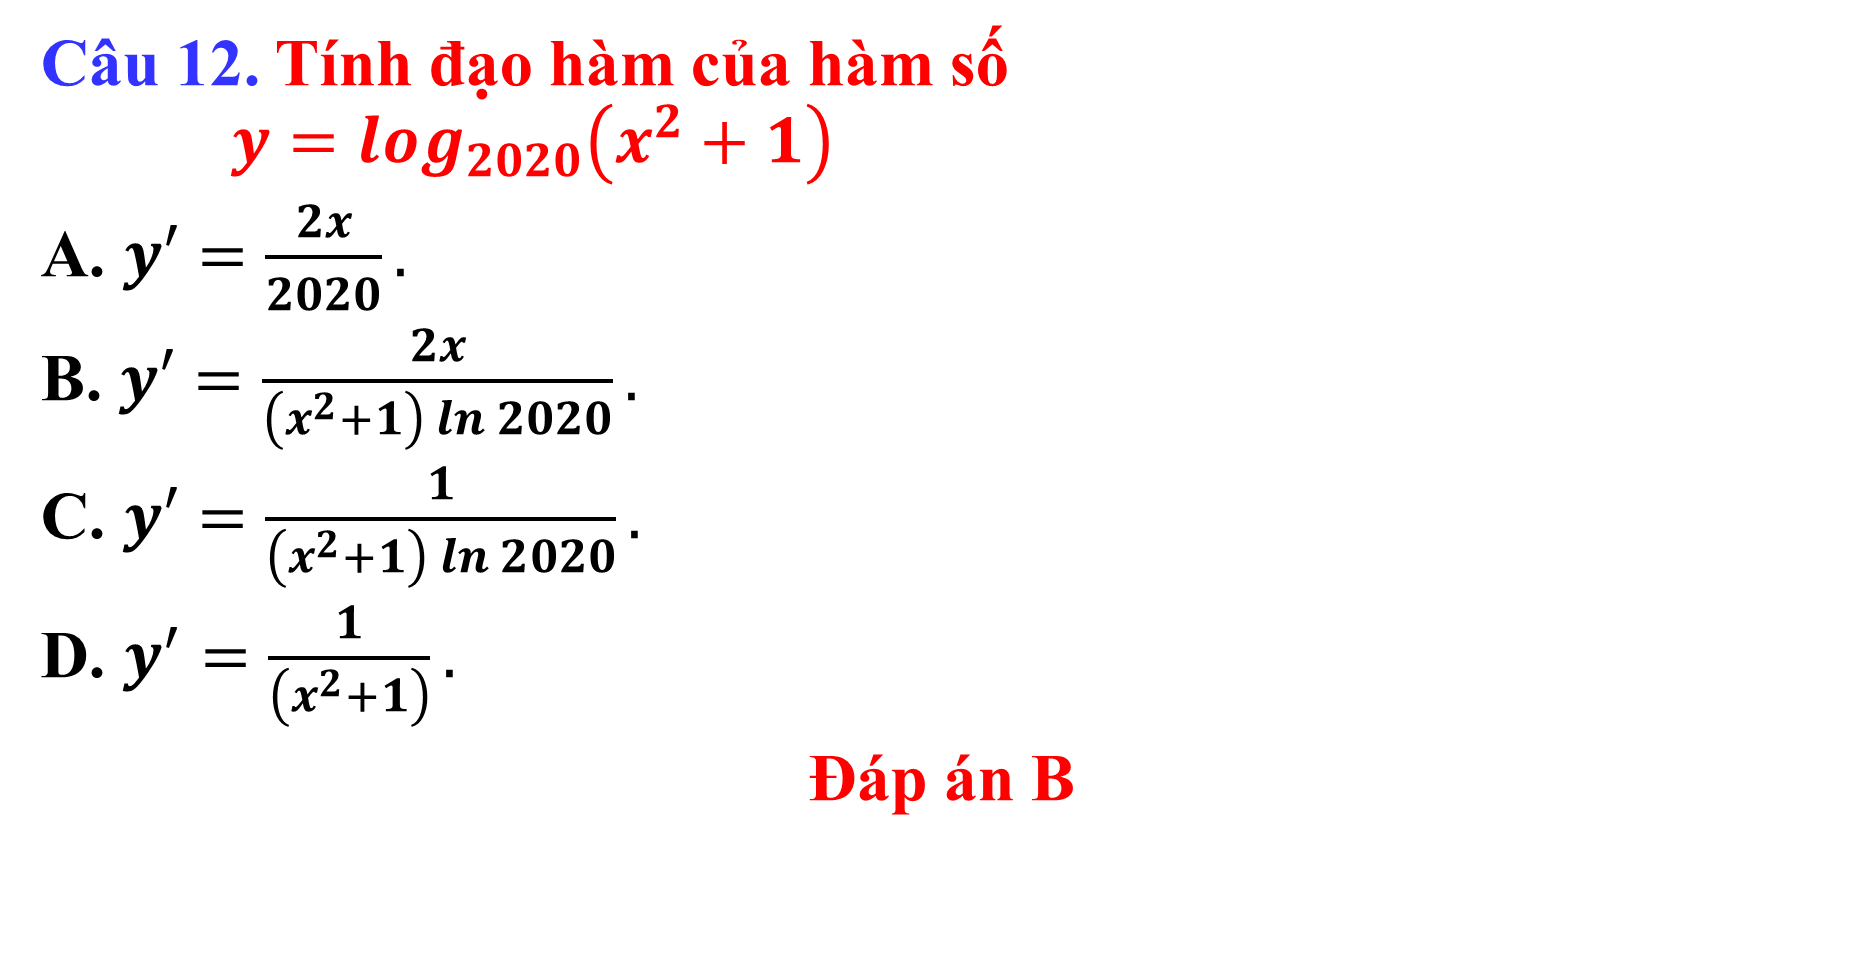 Câu 12. Tính đạo hàm của hàm số
y = log₂₀₂₀(x² + 1)
A. y′ = 2x/2020 .
B. y′ = 2x/((x²+1) ln 2020) .
C. y′ = 1/((x²+1) ln 2020) .
D. y′ = 1/(x²+1) .
Đáp án B